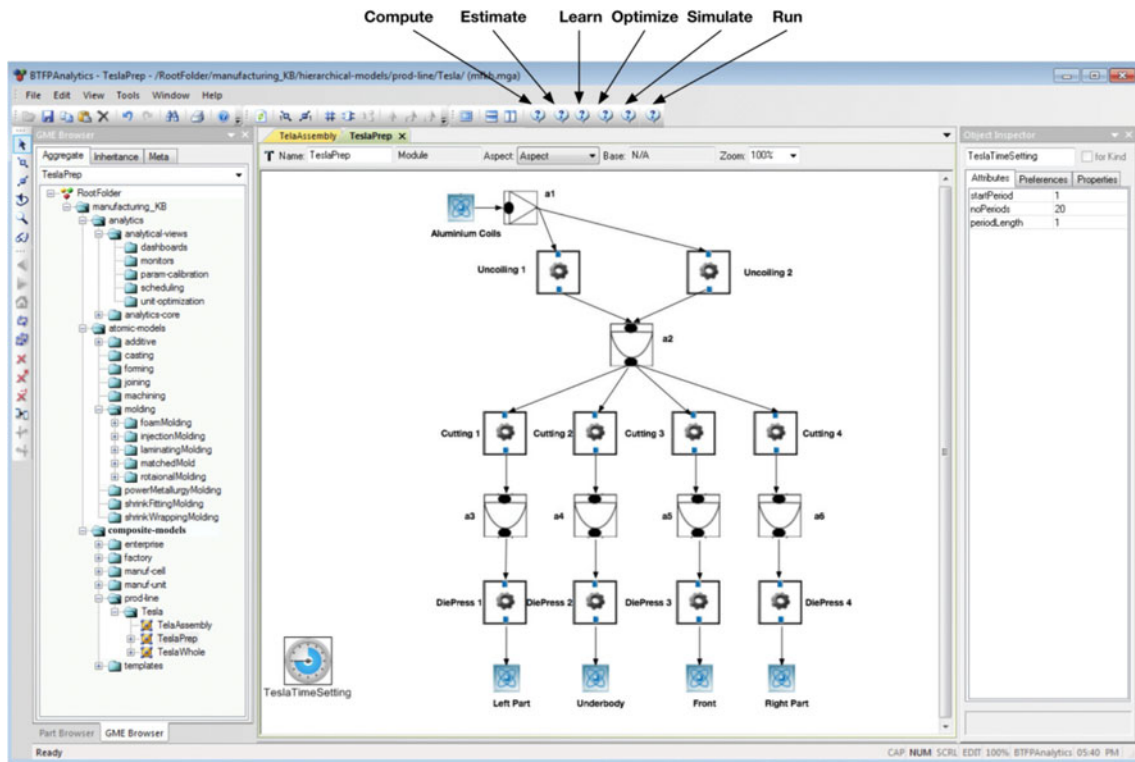 Compute Estimate Learn Optimize Simulate Run
BTFPAnalytics - TeslaPrep - /RootFolder/manufacturing_KB/hierarchical-models/prod-line/Tesla/ (mfkb.mga)
File Edit View Tools Window Help
GME Browser
TelaAssembly TeslaPrep
Object Inspector
Aggregate Inheritance Meta
Name: TeslaPrep Module Aspect: Aspect Base: N/A Zoom: 100%
TeslaTimeSetting for Kind
TeslaPrep
Attributes Preferences Properties
startPeriod 1
noPeriods 20
periodLength 1
RootFolder
manufacturing_KB
analytics
analytical-views
dashboards
monitors
param-calibration
scheduling
unit-optimization
analytics-core
atomic-models
additive
casting
forming
joining
machining
molding
foamMolding
injectionMolding
laminatingMolding
matchedMold
rotaionalMolding
powerMetallurgyMolding
shrinkFittingMolding
shrinkWrappingMolding
composite-models
enterprise
factory
manuf-cell
manuf-unit
prod-line
Tesla
TelaAssembly
TeslaPrep
TeslaWhole
templates
a1
Aluminium Coils
Uncoiling 1 Uncoiling 2
a2
Cutting 1 Cutting 2 Cutting 3 Cutting 4
a3 a4 a5 a6
DiePress 1 DiePress 2 DiePress 3 DiePress 4
TeslaTimeSetting
Left Part Underbody Front Right Part
Part Browser GME Browser
Ready
CAP NUM SCRL EDIT 100% BTFPAnalytics 05:40 PM